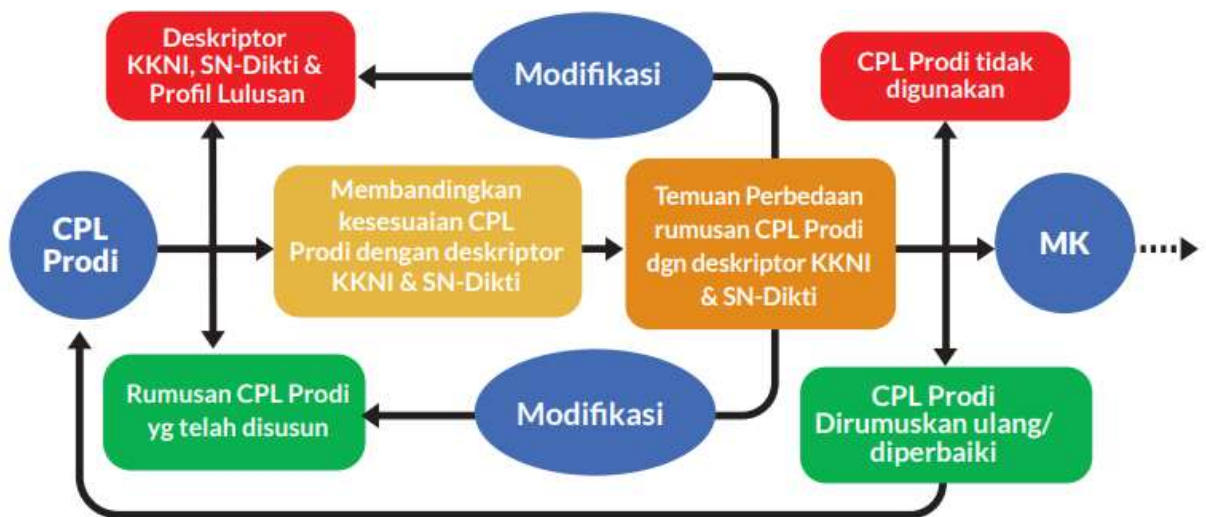 Deskriptor
KKNI, SN-Dikti &
Profil Lulusan
Modifikasi
CPL Prodi tidak
digunakan
CPL
Prodi
Membandingkan
kesesuaian CPL
Prodi dengan deskriptor
KKNI & SN-Dikti
Temuan Perbedaan
rumusan CPL Prodi
dgn deskriptor KKNI
& SN-Dikti
MK
Rumusan CPL Prodi
yg telah disusun
Modifikasi
CPL Prodi
Dirumuskan ulang/
diperbaiki